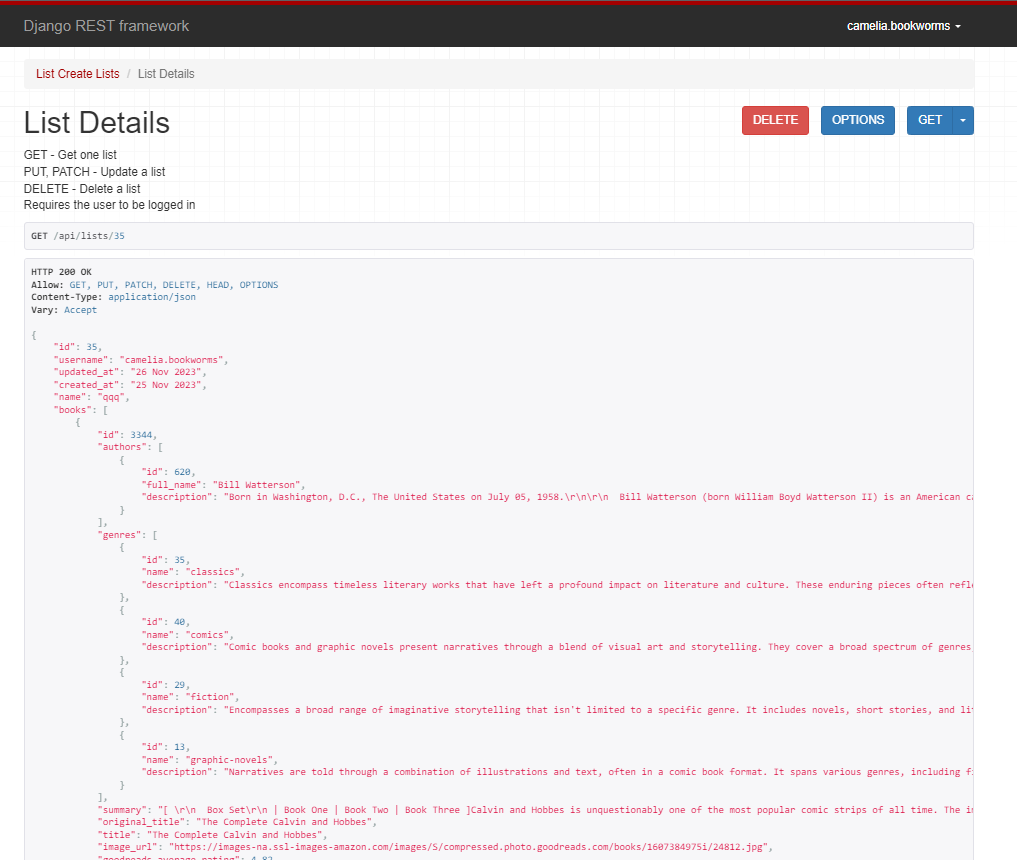 Django REST framework
camelia.bookworms
List Create Lists / List Details
List Details
DELETE
OPTIONS
GET
GET - Get one list
PUT, PATCH - Update a list
DELETE - Delete a list
Requires the user to be logged in
GET /api/lists/35
HTTP 200 OK
Allow: GET, PUT, PATCH, DELETE, HEAD, OPTIONS
Content-Type: application/json
Vary: Accept
{
"id": 35,
"username": "camelia.bookworms",
"updated_at": "26 Nov 2023",
"created_at": "25 Nov 2023",
"name": "qqq",
"books": [
{
"id": 3344,
"authors": [
{
"id": 620,
"full_name": "Bill Watterson",
"description": "Born in Washington, D.C., The United States on July 05, 1958.\r\n\r\n  Bill Watterson (born William Boyd Watterson II) is an American
}
],
"genres": [
{
"id": 35,
"name": "classics",
"description": "Classics encompass timeless literary works that have left a profound impact on literature and culture. These enduring pieces often
},
{
"id": 40,
"name": "comics",
"description": "Comic books and graphic novels present narratives through a blend of visual art and storytelling. They cover a broad spectrum of genres
},
{
"id": 29,
"name": "fiction",
"description": "Encompasses a broad range of imaginative storytelling that isn't limited to a specific genre. It includes novels, short stories, and
},
{
"id": 13,
"name": "graphic-novels",
"description": "Narratives are told through a combination of illustrations and text, often in a comic book format. It spans various genres, including
}
],
"summary": "[ \r\n  Box Set\r\n | Book One | Book Two | Book Three ]Calvin and Hobbes is unquestionably one of the most popular comic strips of all time. The
"original_title": "The Complete Calvin and Hobbes",
"title": "The Complete Calvin and Hobbes",
"image_url": "https://images-na.ssl-images-amazon.com/images/S/compressed.photo.goodreads.com/books/1607384975i/24812.jpg",
"goodreads_average_rating": 4.82,